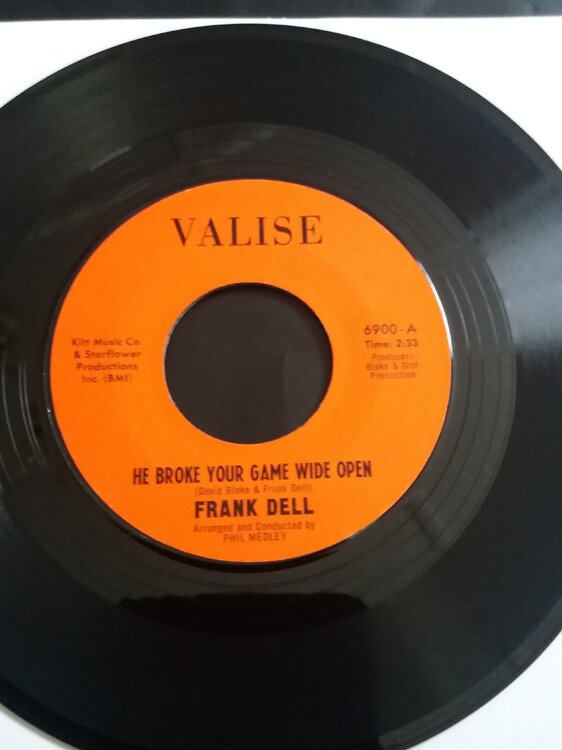 VALISE
Kitt Music Co
& Starflower
Productions
Inc. (BMI)
6900-A
Time: 2:33
Producer:
Blake & Gist
Production
HE BROKE YOUR GAME WIDE OPEN
(David Blake & Frank Dell)
FRANK DELL
Arranged and Conducted by
PHIL MEDLEY